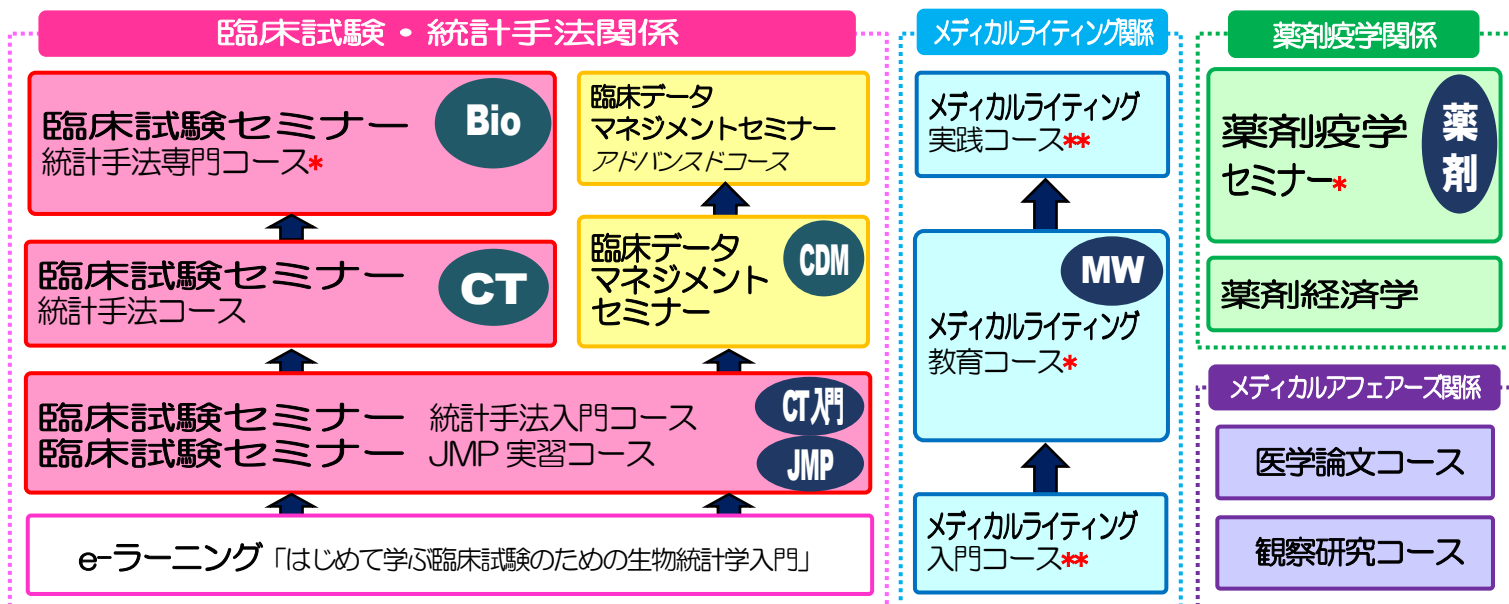 臨床試験・統計手法関係
臨床試験セミナー
統計手法専門コース*
Bio
臨床データ
マネジメントセミナー
アドバンスドコース
臨床試験セミナー
統計手法コース
CT
臨床データ
マネジメント
セミナー
CDM
臨床試験セミナー 統計手法入門コース
臨床試験セミナー JMP 実習コース
CT入門
JMP
e-ラーニング「はじめて学ぶ臨床試験のための生物統計学入門」
メディカルライティング関係
メディカルライティング
実践コース**
MW
メディカルライティング
教育コース*
メディカルライティング
入門コース**
薬剤疫学関係
薬剤疫学
セミナー*
薬剤
薬剤経済学
メディカルアフェアーズ関係
医学論文コース
観察研究コース